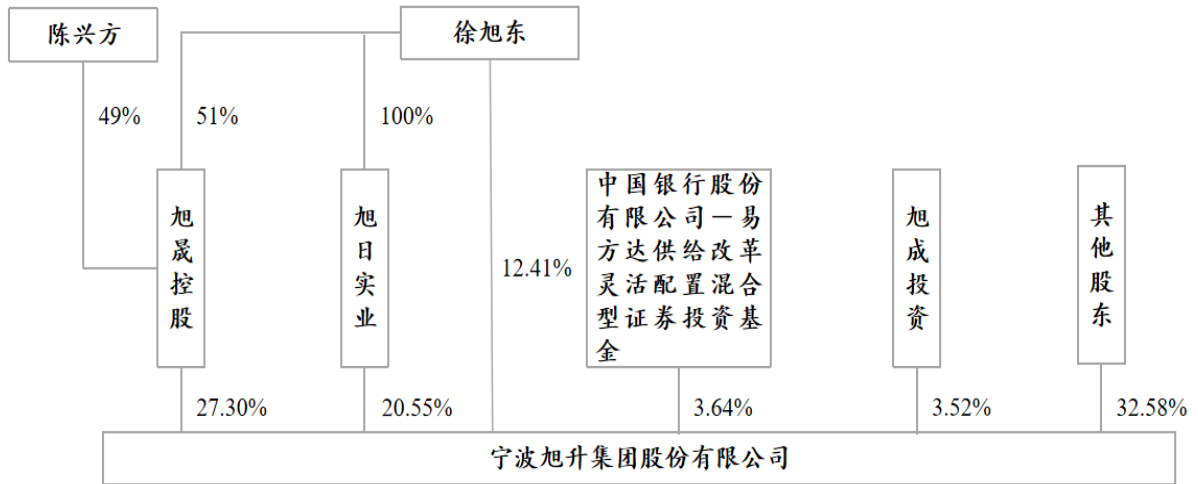 陈兴方
徐旭东
49%
51%
100%
旭晟控股
旭日实业
12.41%
中国银行股份
有限公司－易
方达供给改革
灵活配置混合
型证券投资基
金
旭成投资
其他股东
27.30%
20.55%
3.64%
3.52%
32.58%
宁波旭升集团股份有限公司